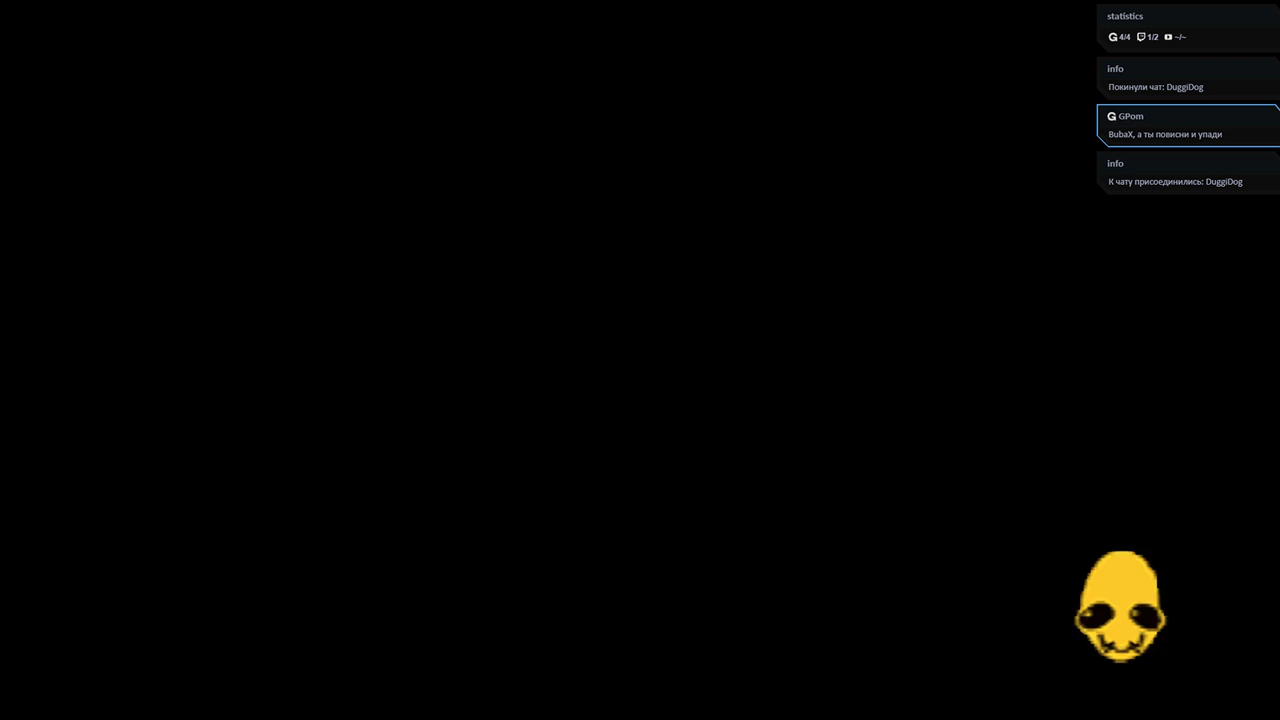 statistics
4/4 1/2 ~/~
info
Покинули чат: DuggiDog
GPom
BubaX, а ты повисни и упади
info
К чату присоединились: DuggiDog